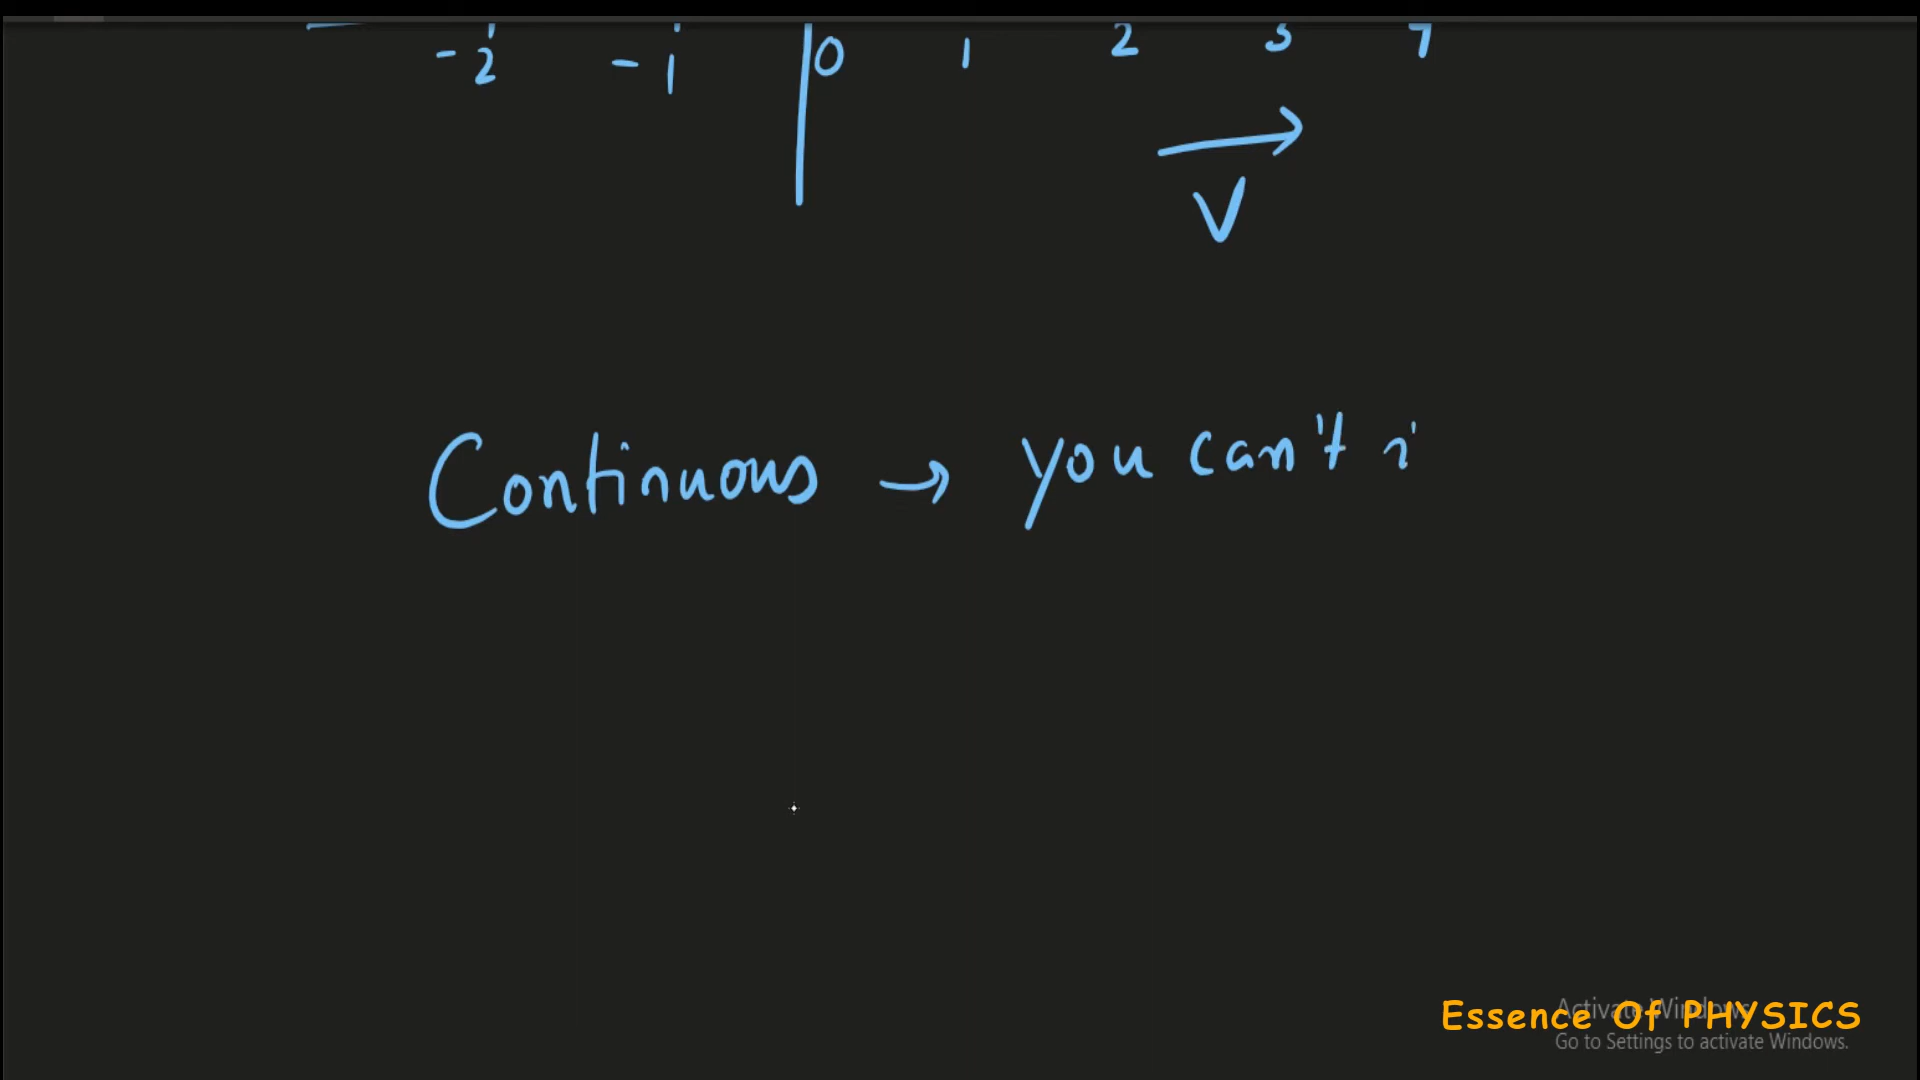 -2 -1 0 1 2 3 4
V
Continuous → you can't i
Essence Of PHYSICS
Activate Windows
Go to Settings to activate Windows.